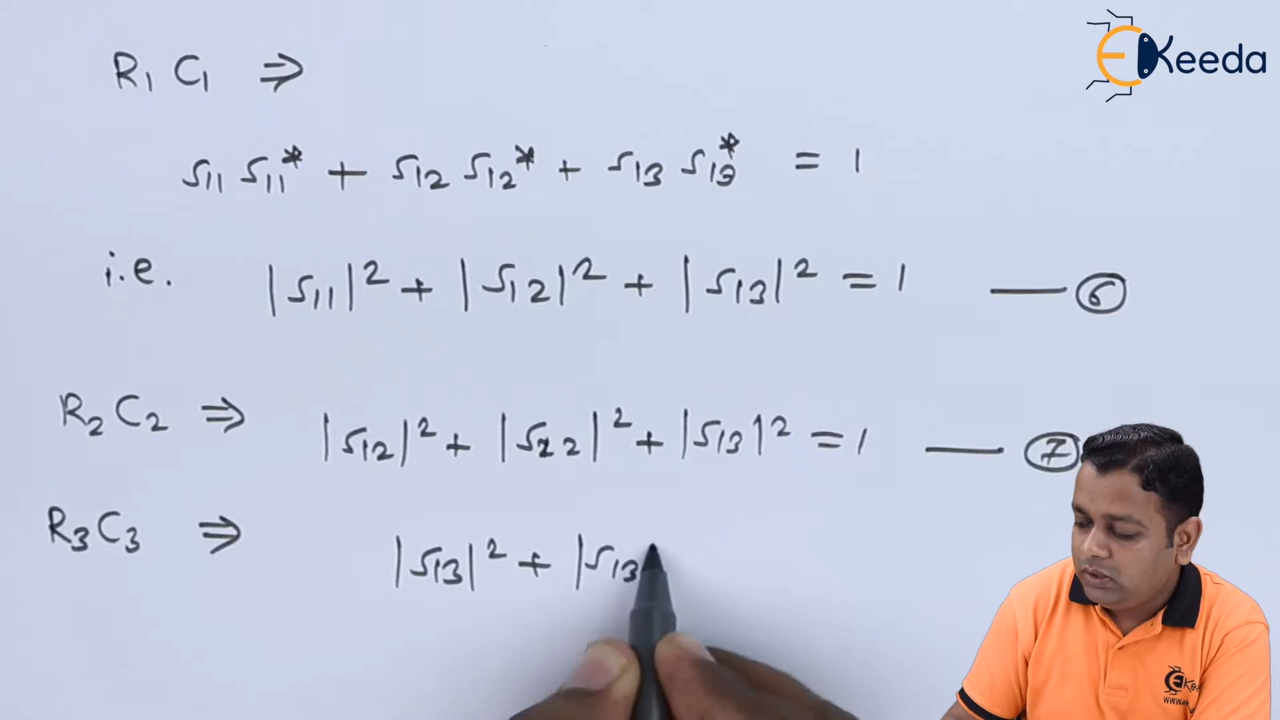 EKeeda
R1 C1 ⇒
S11 S11* + S12 S12* + S13 S13* = 1
i.e. |S11|² + |S12|² + |S13|² = 1 — 6
R2 C2 ⇒ |S12|² + |S22|² + |S13|² = 1 — 7
R3 C3 ⇒ |S13|² + |S13